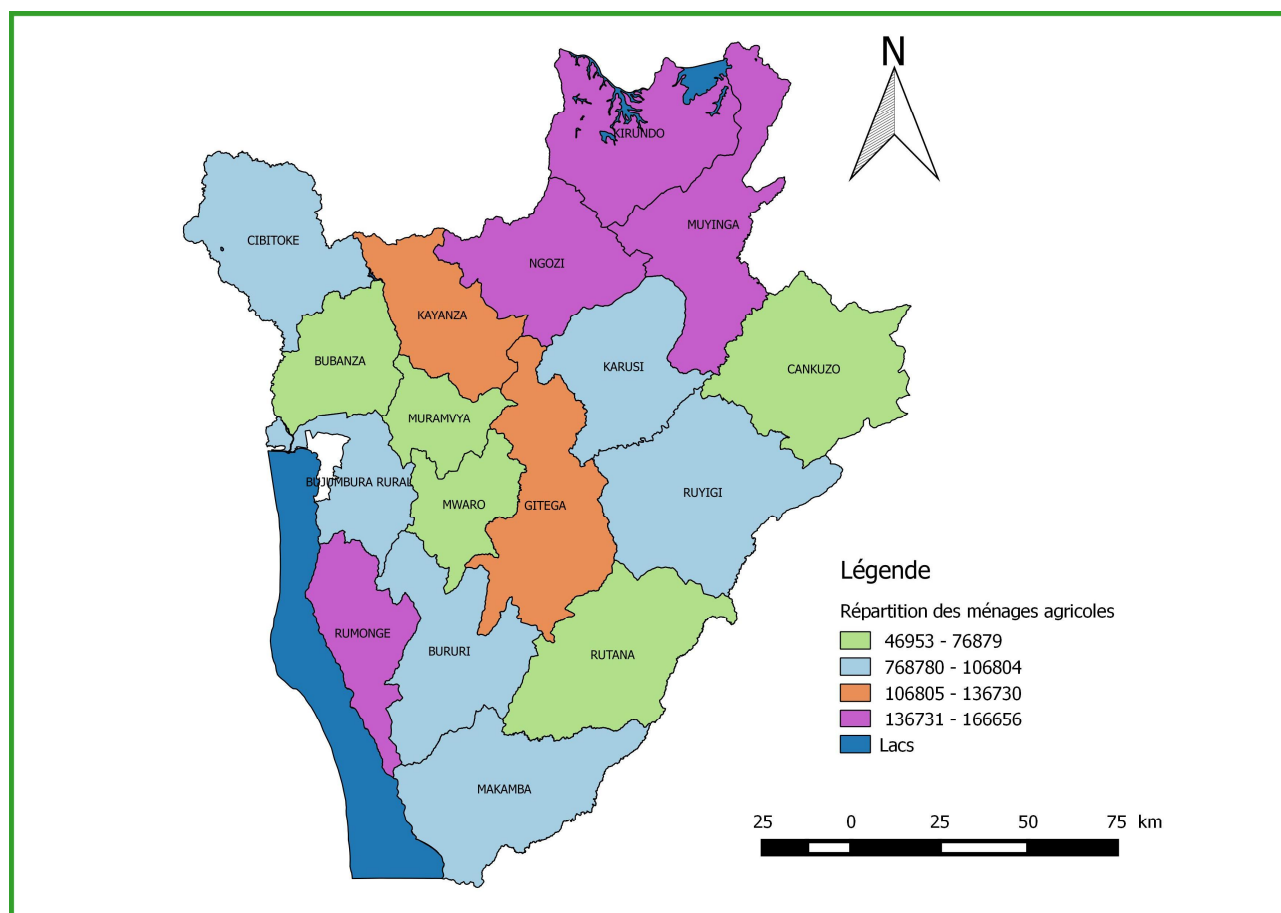 N
KIRUNDO
MUYINGA
CIBITOKE
NGOZI
KAYANZA
BUBANZA
KARUSI
CANKUZO
MURAMVYA
BUJUMBURA RURAL
MWARO
GITEGA
RUYIGI
RUMONGE
BURURI
RUTANA
MAKAMBA
Légende
Répartition des ménages agricoles
46953 - 76879
768780 - 106804
106805 - 136730
136731 - 166656
Lacs
25 0 25 50 75 km